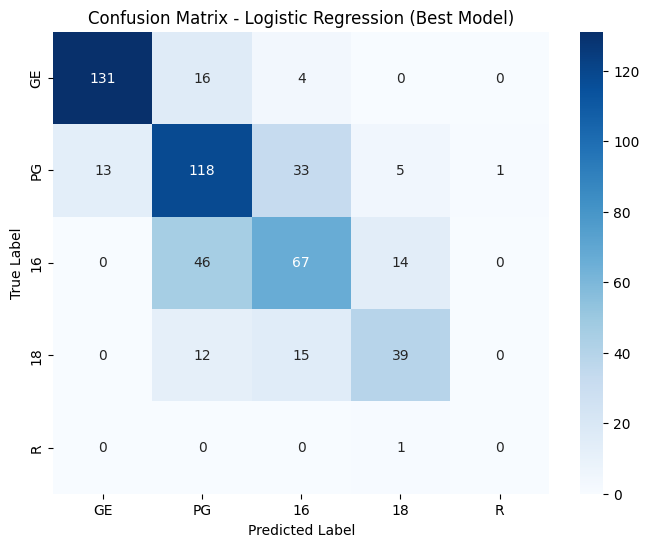 Confusion Matrix - Logistic Regression (Best Model)
True Label
GE 131 16 4 0 0
PG 13 118 33 5 1
16 0 46 67 14 0
18 0 12 15 39 0
R 0 0 0 1 0
GE PG 16 18 R
Predicted Label
120
100
80
60
40
20
0